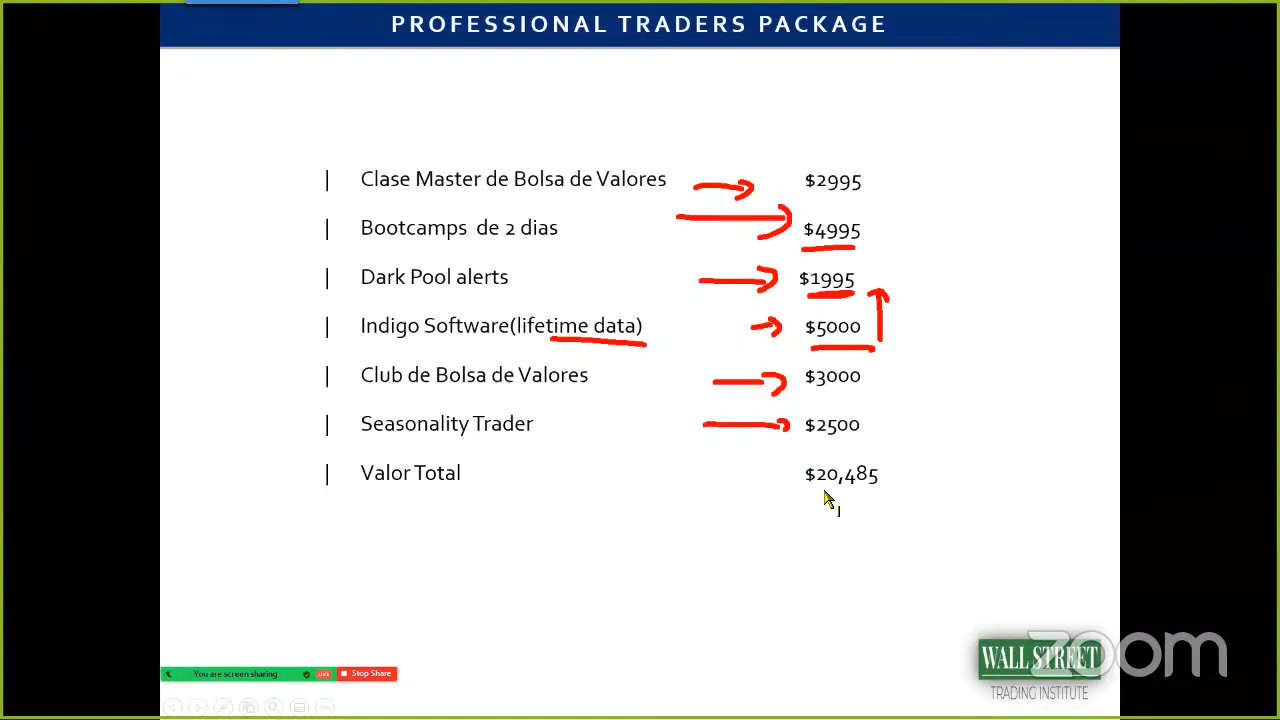 PROFESSIONAL TRADERS PACKAGE
| Clase Master de Bolsa de Valores $2995
| Bootcamps de 2 dias $4995
| Dark Pool alerts $1995
| Indigo Software(lifetime data) $5000
| Club de Bolsa de Valores $3000
| Seasonality Trader $2500
| Valor Total $20,485
You are screen sharing LIVE Stop Share
WALL STREET
TRADING INSTITUTE
zoom